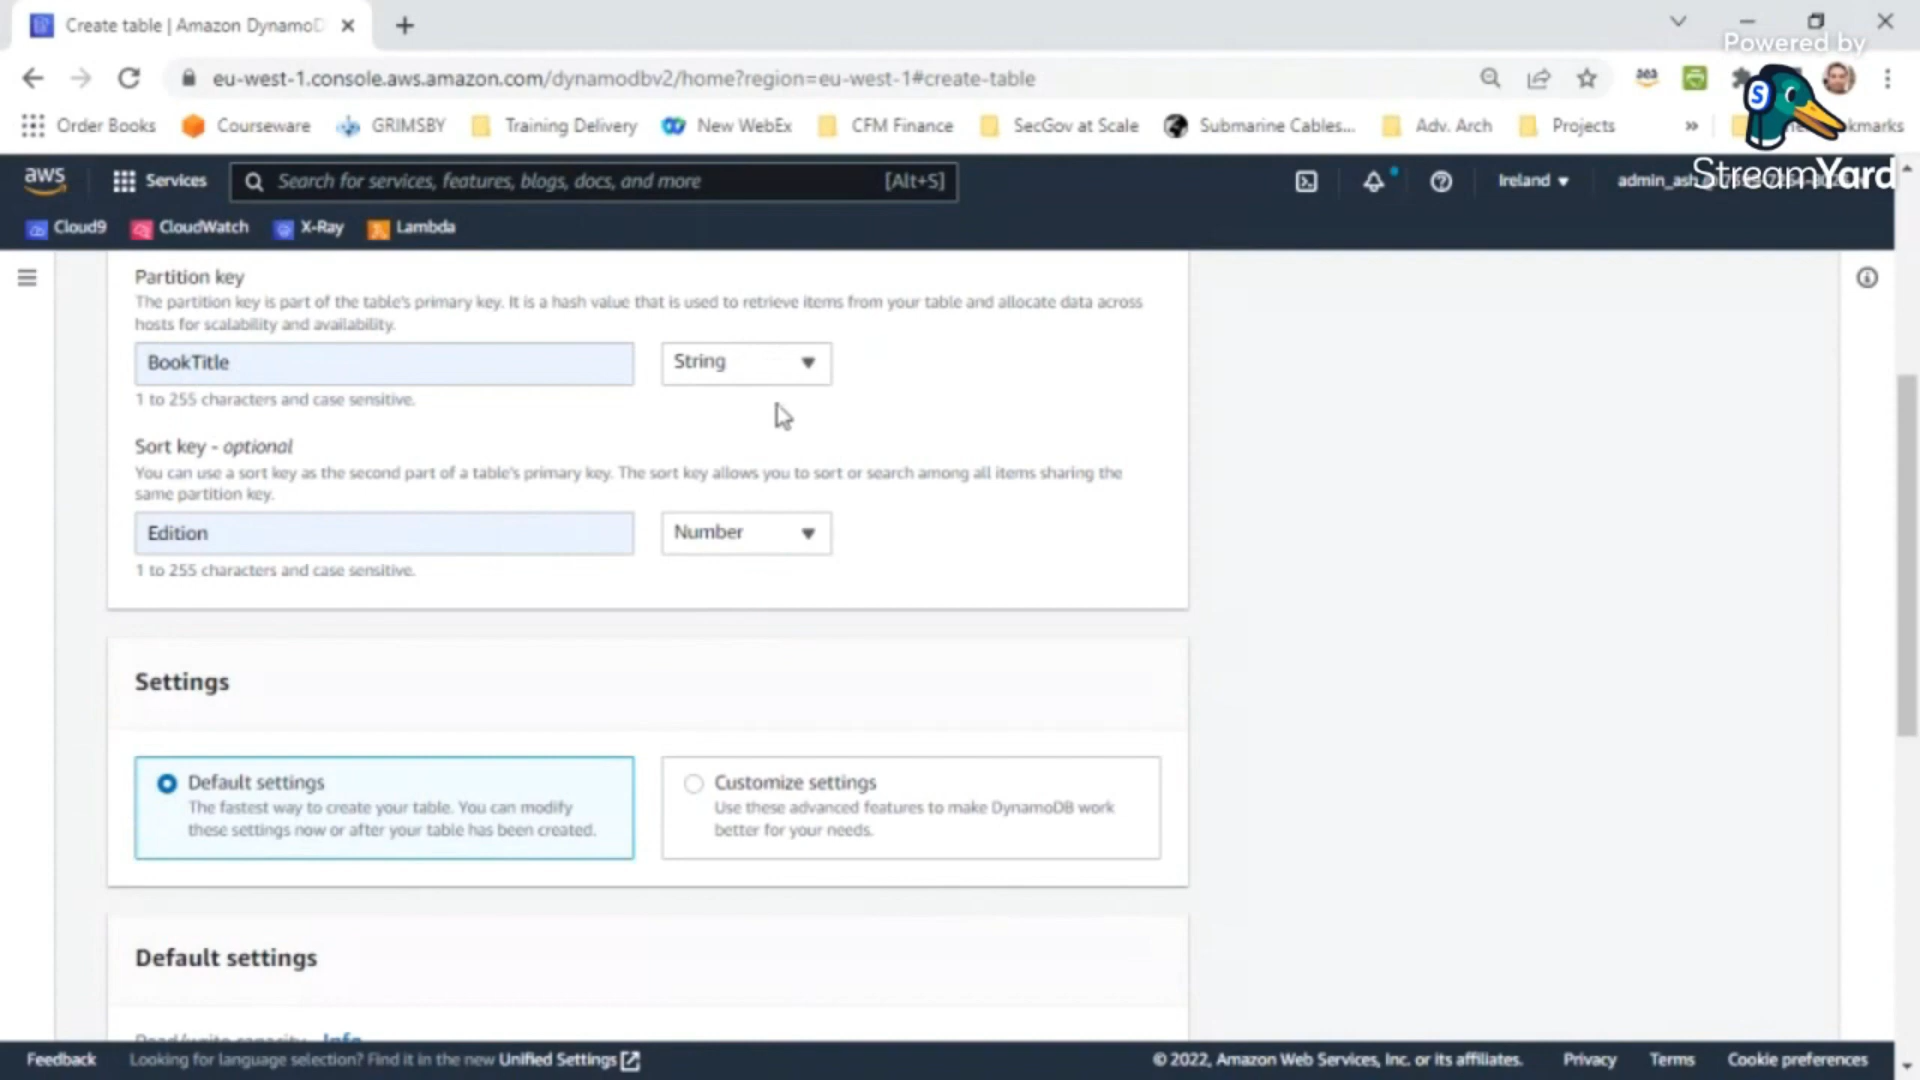 Create table | Amazon DynamoD
Powered by
eu-west-1.console.aws.amazon.com/dynamodbv2/home?region=eu-west-1#create-table
Order Books
Courseware
GRIMSBY
Training Delivery
New WebEx
CFM Finance
SecGov at Scale
Submarine Cables...
Adv. Arch
Projects
»
aws
Services
Search for services, features, blogs, docs, and more
[Alt+S]
Ireland
admin_ash
StreamYard
Cloud9
CloudWatch
X-Ray
Lambda
Partition key
The partition key is part of the table's primary key. It is a hash value that is used to retrieve items from your table and allocate data across
hosts for scalability and availability.
BookTitle
String
1 to 255 characters and case sensitive.
Sort key - optional
You can use a sort key as the second part of a table's primary key. The sort key allows you to sort or search among all items sharing the
same partition key.
Edition
Number
1 to 255 characters and case sensitive.
Settings
Default settings
The fastest way to create your table. You can modify
these settings now or after your table has been created.
Customize settings
Use these advanced features to make DynamoDB work
better for your needs.
Default settings
Read/write capacity Info
Feedback
Looking for language selection? Find it in the new Unified Settings
© 2022, Amazon Web Services, Inc. or its affiliates.
Privacy
Terms
Cookie preferences